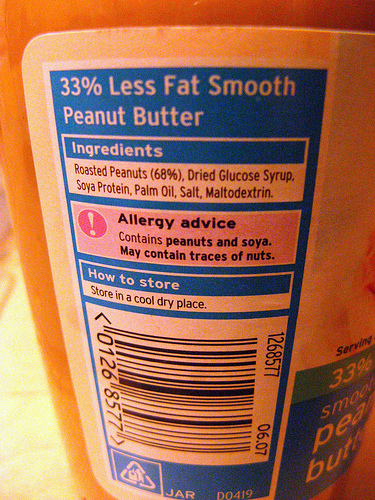 33% Less Fat Smooth
Peanut Butter
Ingredients
Roasted Peanuts (68%), Dried Glucose Syrup,
Soya Protein, Palm Oil, Salt, Maltodextrin.
! Allergy advice
Contains peanuts and soya.
May contain traces of nuts.
How to store
Store in a cool dry place.
<0126 8577>
1268577
06.07
JAR D0419
Serving
33%
smoo
pea
butt